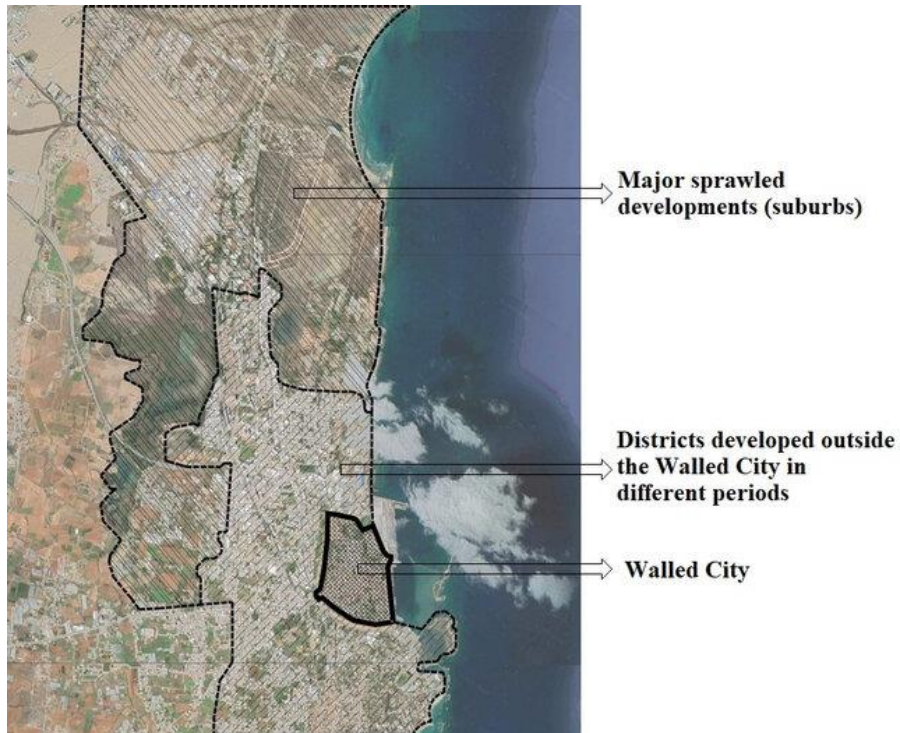 Major sprawled
developments (suburbs)
Districts developed outside
the Walled City in
different periods
Walled City